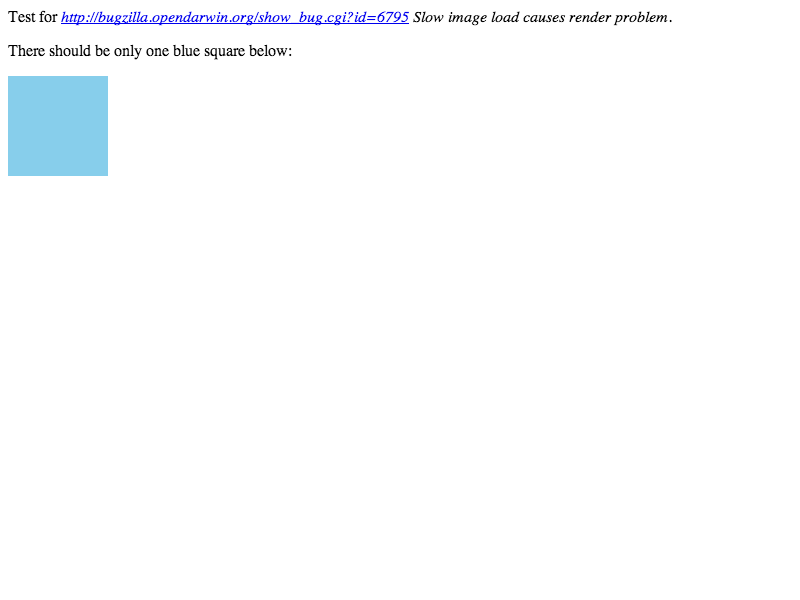 Test for http://bugzilla.opendarwin.org/show_bug.cgi?id=6795 Slow image load causes render problem.
There should be only one blue square below: